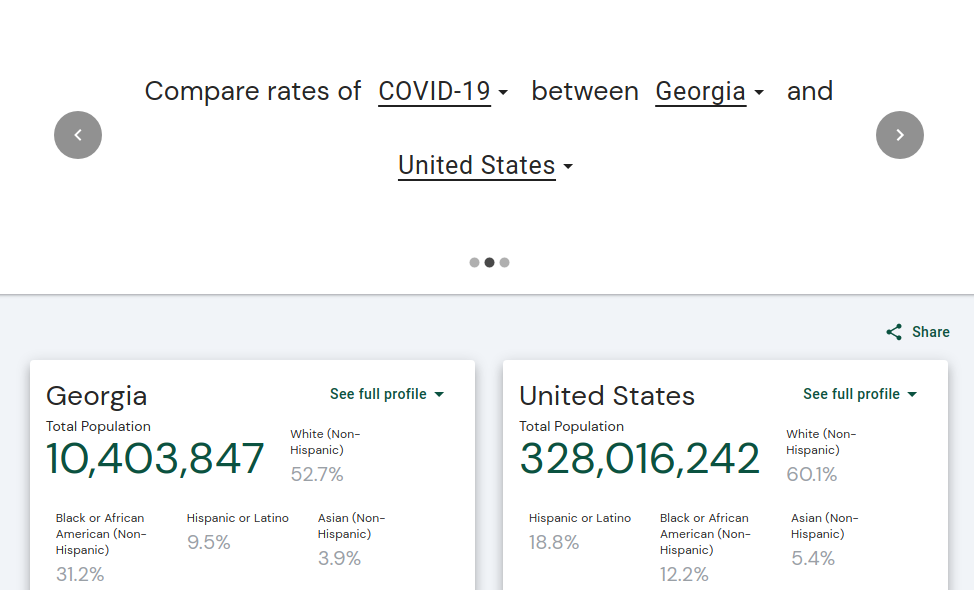 Compare rates of COVID-19 between Georgia and
United States
Share
Georgia
See full profile
Total Population
10,403,847
White (Non-
Hispanic)
52.7%
Black or African
American (Non-
Hispanic)
31.2%
Hispanic or Latino
9.5%
Asian (Non-
Hispanic)
3.9%
United States
See full profile
Total Population
328,016,242
White (Non-
Hispanic)
60.1%
Hispanic or Latino
18.8%
Black or African
American (Non-
Hispanic)
12.2%
Asian (Non-
Hispanic)
5.4%